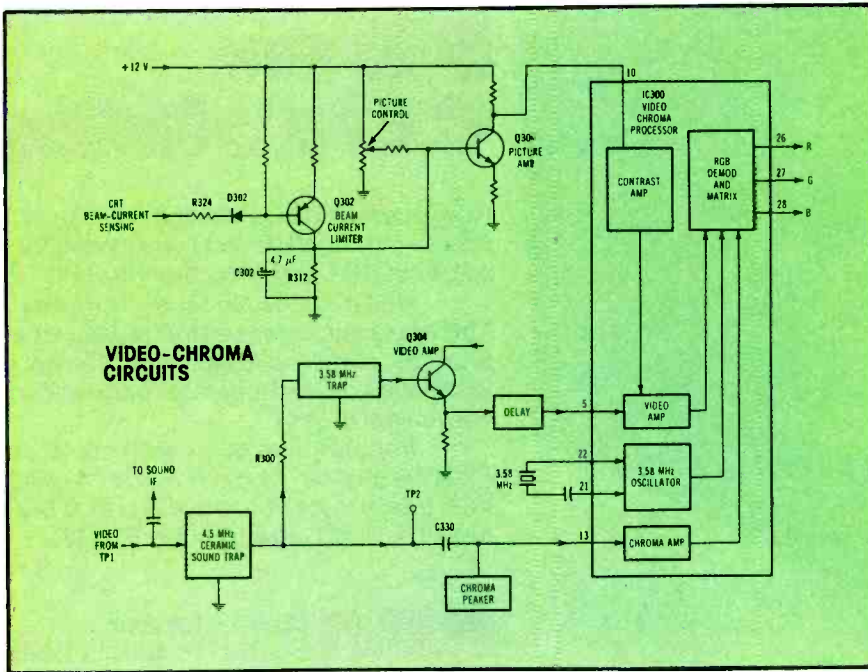 +12 V
PICTURE
CONTROL
10
IC300
VIDEO
CHROMA
PROCESSOR
PICTURE
AMP
CONTRAST
AMP
RGB
DEMOD
AND
MATRIX
26
R
27
G
28
B
CRT
BEAM-CURRENT
SENSING
R324
D302
Q302
BEAM
CURRENT
LIMITER
4.7 µF
C302
R312
VIDEO-CHROMA
CIRCUITS
Q304
VIDEO AMP
3.58 MHz
TRAP
DELAY
5
VIDEO
AMP
R300
22
3.58
MHz
21
3.58 MHz
OSCILLATOR
TO SOUND
IF
TP2
C330
VIDEO
FROM
TP1
4.5 MHz
CERAMIC
SOUND TRAP
13
CHROMA AMP
CHROMA
PEAKER